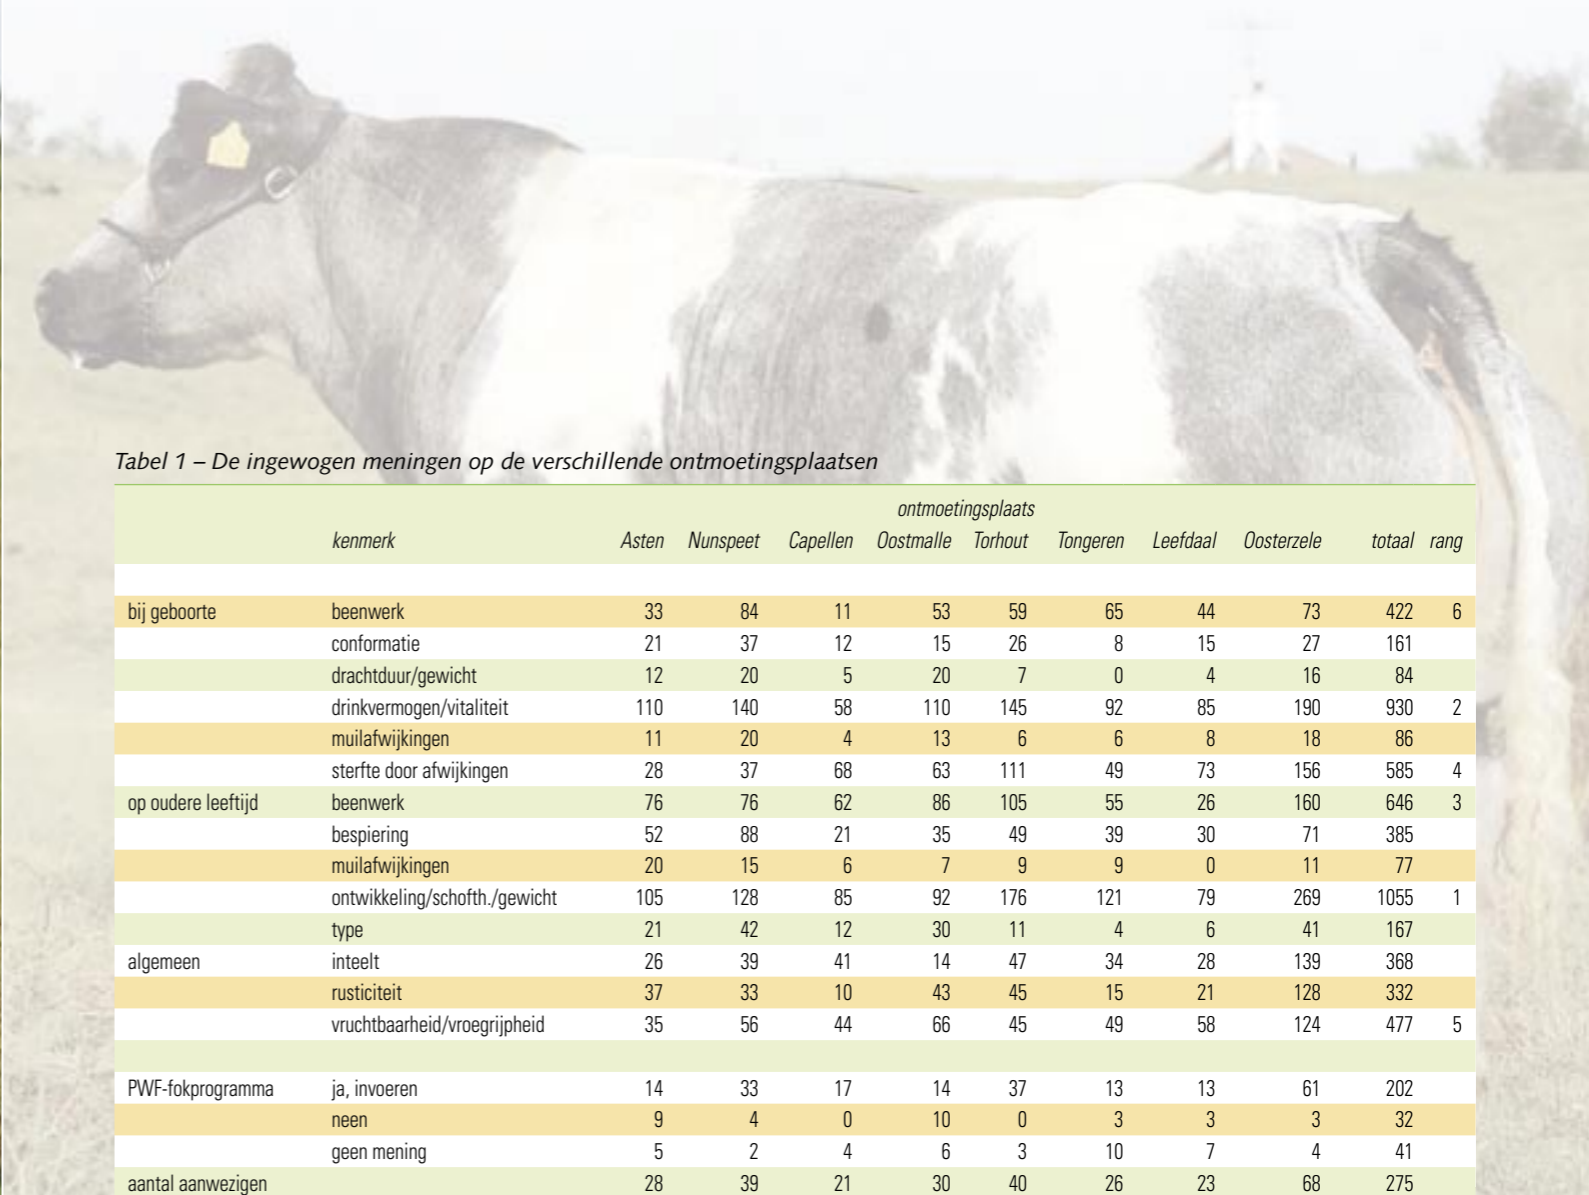 Tabel 1 – De ingewogen meningen op de verschillende ontmoetingsplaatsen
ontmoetingsplaats
kenmerk Asten Nunspeet Capellen Oostmalle Torhout Tongeren Leefdaal Oosterzele totaal rang
bij geboorte beenwerk 33 84 11 53 59 65 44 73 422 6
conformatie 21 37 12 15 26 8 15 27 161
drachtduur/gewicht 12 20 5 20 7 0 4 16 84
drinkvermogen/vitaliteit 110 140 58 110 145 92 85 190 930 2
muilafwijkingen 11 20 4 13 6 6 8 18 86
sterfte door afwijkingen 28 37 68 63 111 49 73 156 585 4
op oudere leeftijd beenwerk 76 76 62 86 105 55 26 160 646 3
bespiering 52 88 21 35 49 39 30 71 385
muilafwijkingen 20 15 6 7 9 9 0 11 77
ontwikkeling/schofth./gewicht 105 128 85 92 176 121 79 269 1055 1
type 21 42 12 30 11 4 6 41 167
algemeen inteelt 26 39 41 14 47 34 28 139 368
rusticiteit 37 33 10 43 45 15 21 128 332
vruchtbaarheid/vroegrijpheid 35 56 44 66 45 49 58 124 477 5
PWF-fokprogramma ja, invoeren 14 33 17 14 37 13 13 61 202
neen 9 4 0 10 0 3 3 3 32
geen mening 5 2 4 6 3 10 7 4 41
aantal aanwezigen 28 39 21 30 40 26 23 68 275